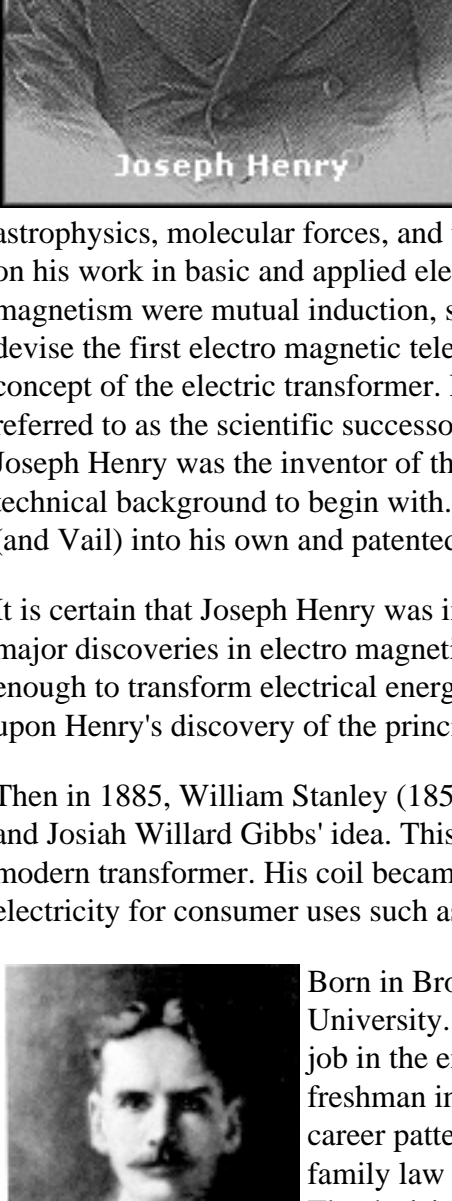 Joseph Henry
astrophysics, molecular forces, and
on his work in basic and applied ele
magnetism were mutual induction, s
devise the first electro magnetic tele
concept of the electric transformer.
referred to as the scientific successo
Joseph Henry was the inventor of th
technical background to begin with.
(and Vail) into his own and patented
It is certain that Joseph Henry was i
major discoveries in electro magneti
enough to transform electrical energ
upon Henry's discovery of the princi
Then in 1885, William Stanley (185
and Josiah Willard Gibbs' idea. This
modern transformer. His coil becam
electricity for consumer uses such as
Born in Bro
University.
job in the e
freshman in
career patte
family law